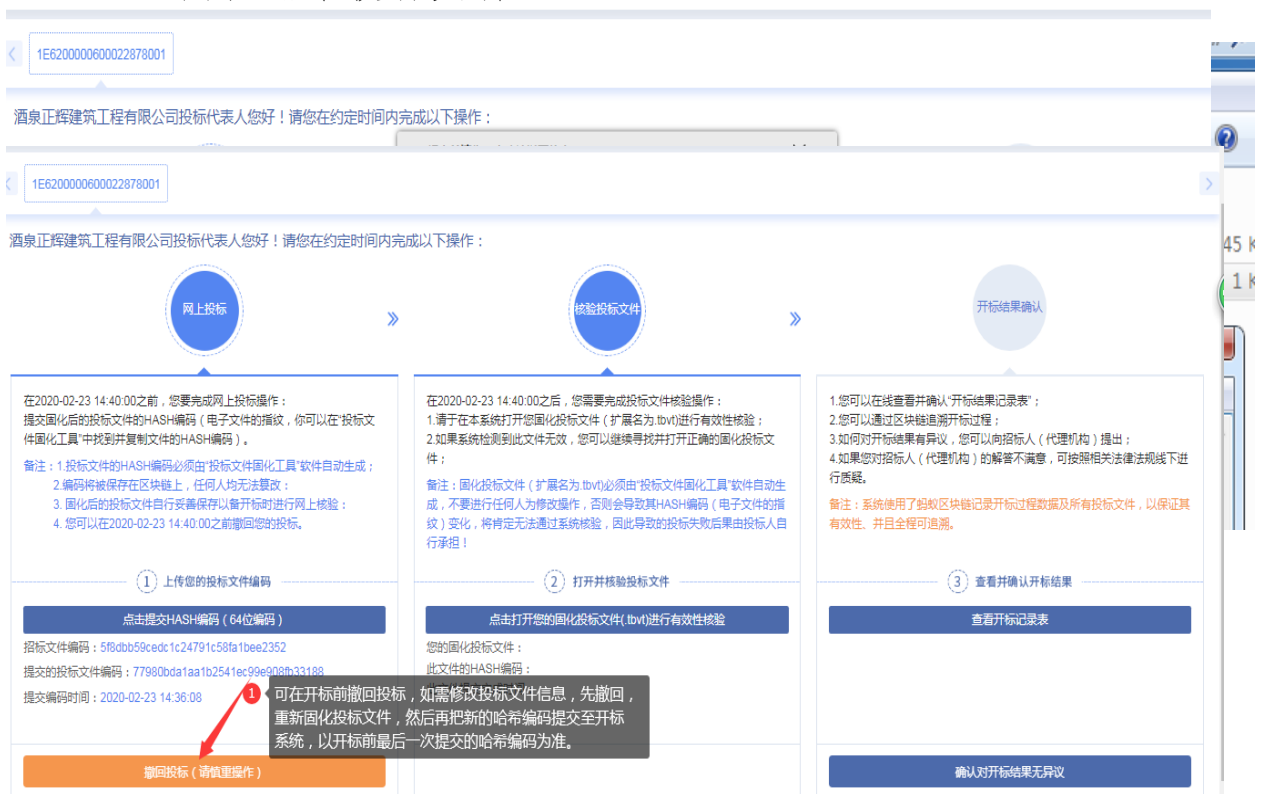 1E6200000600022878001
酒泉正辉建筑工程有限公司投标代表人您好！请您在约定时间内完成以下操作：
1E6200000600022878001
酒泉正辉建筑工程有限公司投标代表人您好！请您在约定时间内完成以下操作：
45 K
1 K
网上投标
»
核验投标文件
»
开标结果确认
在2020-02-23 14:40:00之前，您要完成网上投标操作：
提交固化后的投标文件的HASH编码（电子文件的指纹，你可以在“投标文
件固化工具”中找到并复制文件的HASH编码）。
备注：1.投标文件的HASH编码必须由“投标文件固化工具”软件自动生成；
2.编码将被保存在区块链上，任何人均无法篡改：
3. 固化后的投标文件自行妥善保存以备开标时进行网上核验：
4. 您可以在2020-02-23 14:40:00之前撤回您的投标。
1 上传您的投标文件编码
点击提交HASH编码（64位编码）
招标文件编码：5f8dbb59cedc1c24791c58fa1bee2352
提交的投标文件编码：77980bda1aa1b2541ec99e908fb33188
提交编码时间：2020-02-23 14:36:08
撤回投标（请慎重操作）
在2020-02-23 14:40:00之后，您需要完成投标文件核验操作：
1.请于在本系统打开您固化投标文件（扩展名为.tbvt)进行有效性核验；
2.如果系统检测到此文件无效，您可以继续寻找并打开正确的固化投标文
件；
备注：固化投标文件（扩展名为.tbvt)必须由“投标文件固化工具”软件自动生
成，不要进行任何人为修改操作，否则会导致其HASH编码（电子文件的指
纹）变化，将肯定无法通过系统核验，因此导致的投标失败后果由投标人自
行承担！
2 打开并核验投标文件
点击打开您的固化投标文件(.tbvt)进行有效性核验
您的固化投标文件：
此文件的HASH编码：
1 可在开标前撤回投标，如需修改投标文件信息，先撤回，
重新固化投标文件，然后再把新的哈希编码提交至开标
系统，以开标前最后一次提交的哈希编码为准。
1.您可以在线查看并确认“开标结果记录表”；
2.您可以通过区块链追溯开标过程；
3.如何对开标结果有异议，您可以向招标人（代理机构）提出；
4.如果您对招标人（代理机构）的解答不满意，可按照相关法律法规线下进
行质疑。
备注：系统使用了蚂蚁区块链记录开标过程数据及所有投标文件，以保证其
有效性、并且全程可追溯。
3 查看并确认开标结果
查看开标记录表
确认对开标结果无异议